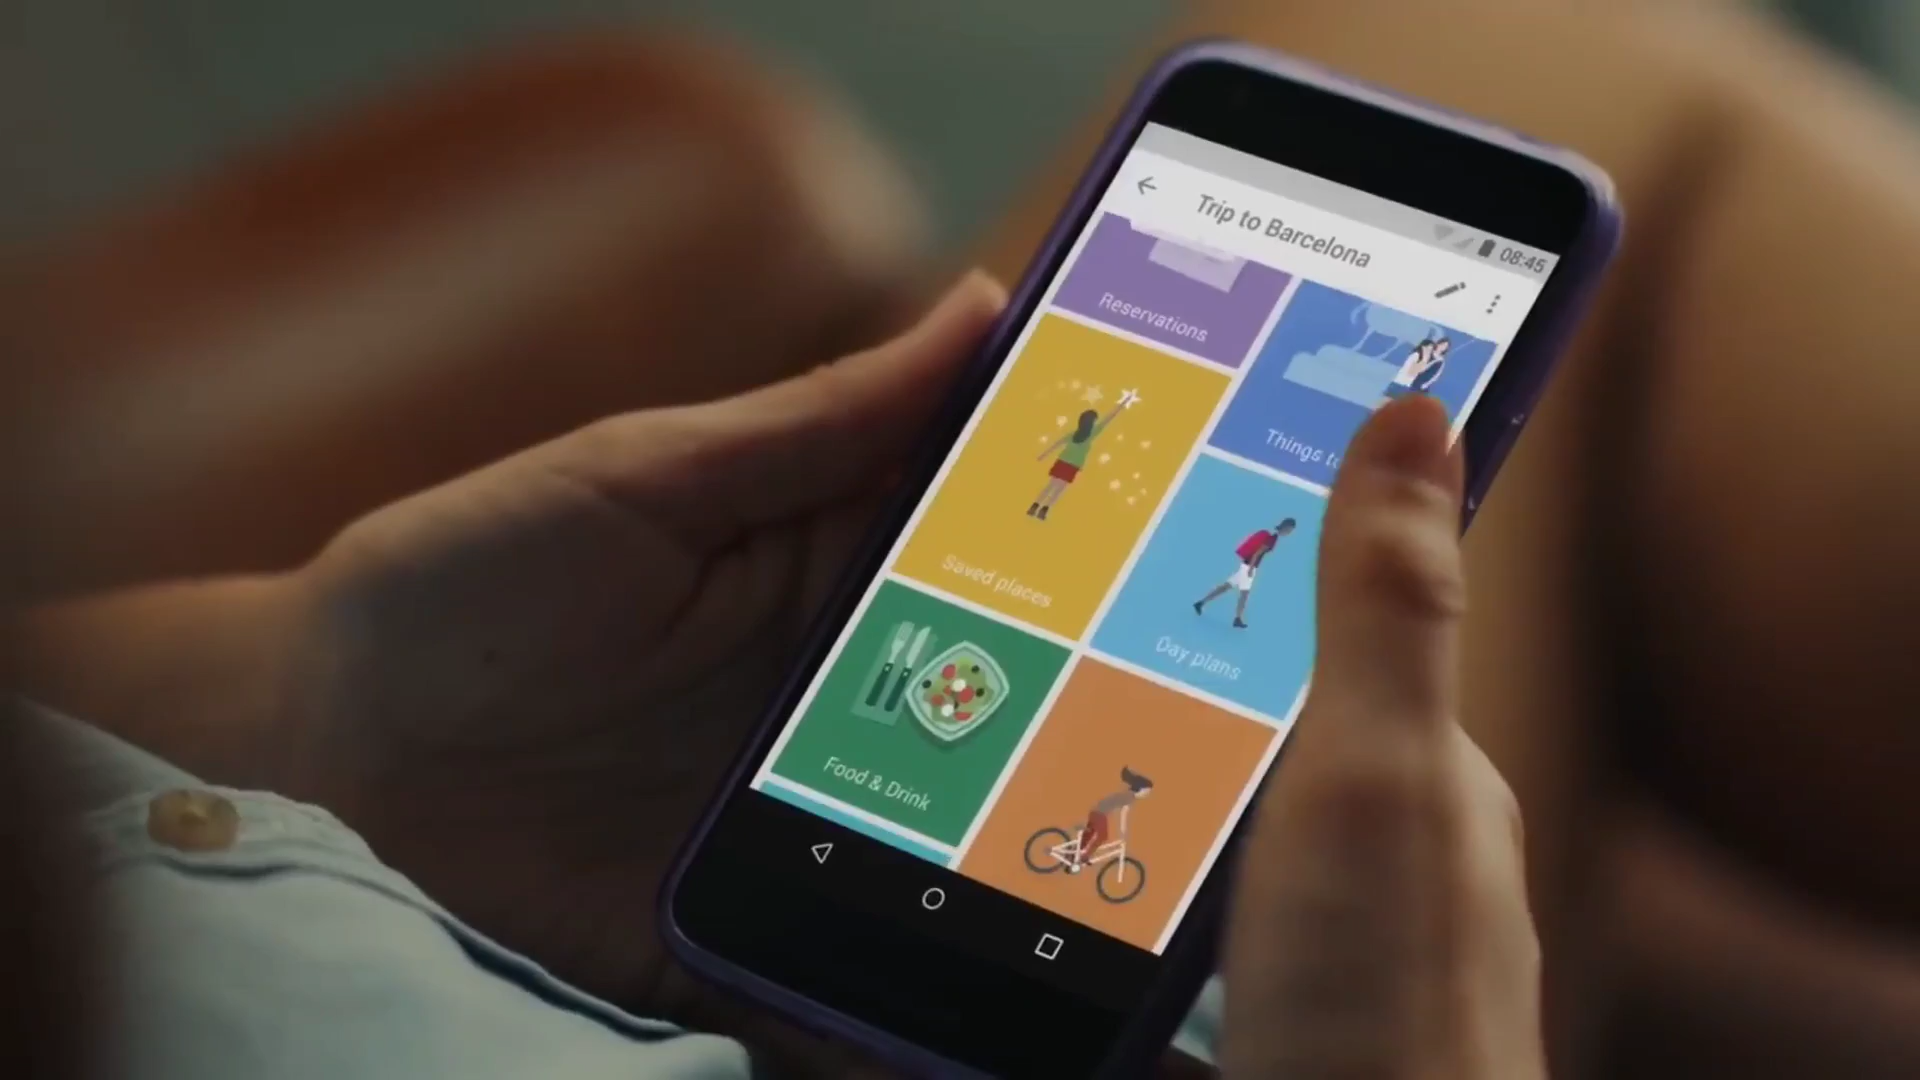 08:45
Trip to Barcelona
Reservations
Things to
Saved places
Day plans
Food & Drink